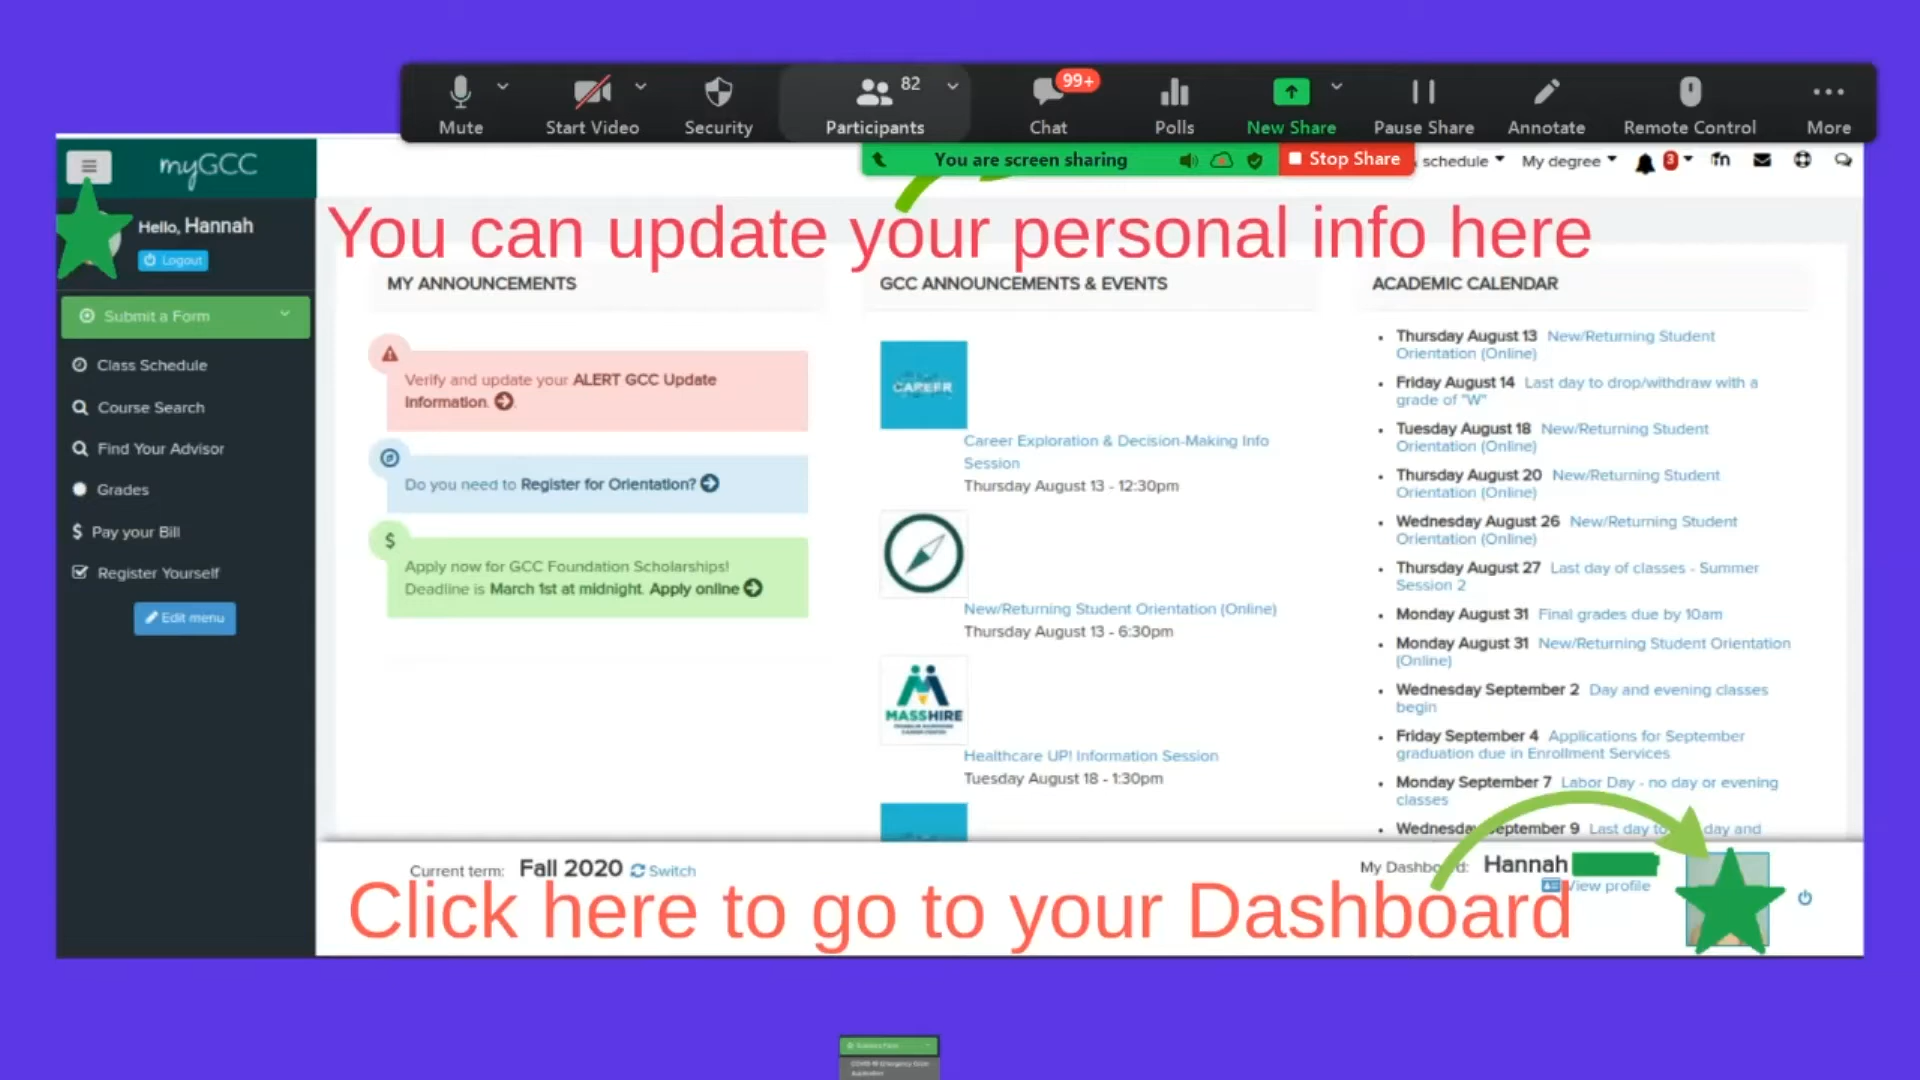 Mute
Start Video
Security
82
Participants
99+
Chat
Polls
New Share
Pause Share
Annotate
Remote Control
More
You are screen sharing
Stop Share
schedule
My degree
3
myGCC
Hello, Hannah
Logout
Submit a Form
Class Schedule
Course Search
Find Your Advisor
Grades
$ Pay your Bill
Register Yourself
Edit menu
You can update your personal info here
MY ANNOUNCEMENTS
Verify and update your ALERT GCC Update
Information.
Do you need to Register for Orientation?
$
Apply now for GCC Foundation Scholarships!
Deadline is March 1st at midnight. Apply online
GCC ANNOUNCEMENTS & EVENTS
CAREER
Career Exploration & Decision-Making Info
Session
Thursday August 13 - 12:30pm
New/Returning Student Orientation (Online)
Thursday August 13 - 6:30pm
MASSHIRE
Healthcare UP! Information Session
Tuesday August 18 - 1:30pm
ACADEMIC CALENDAR
Thursday August 13 New/Returning Student
Orientation (Online)
Friday August 14 Last day to drop/withdraw with a
grade of "W"
Tuesday August 18 New/Returning Student
Orientation (Online)
Thursday August 20 New/Returning Student
Orientation (Online)
Wednesday August 26 New/Returning Student
Orientation (Online)
Thursday August 27 Last day of classes - Summer
Session 2
Monday August 31 Final grades due by 10am
Monday August 31 New/Returning Student Orientation
(Online)
Wednesday September 2 Day and evening classes
begin
Friday September 4 Applications for September
graduation due in Enrollment Services
Monday September 7 Labor Day - no day or evening
classes
Wednesday September 9 Last day to day and
Current term: Fall 2020 Switch
My Dashboard: Hannah
View profile
Click here to go to your Dashboard